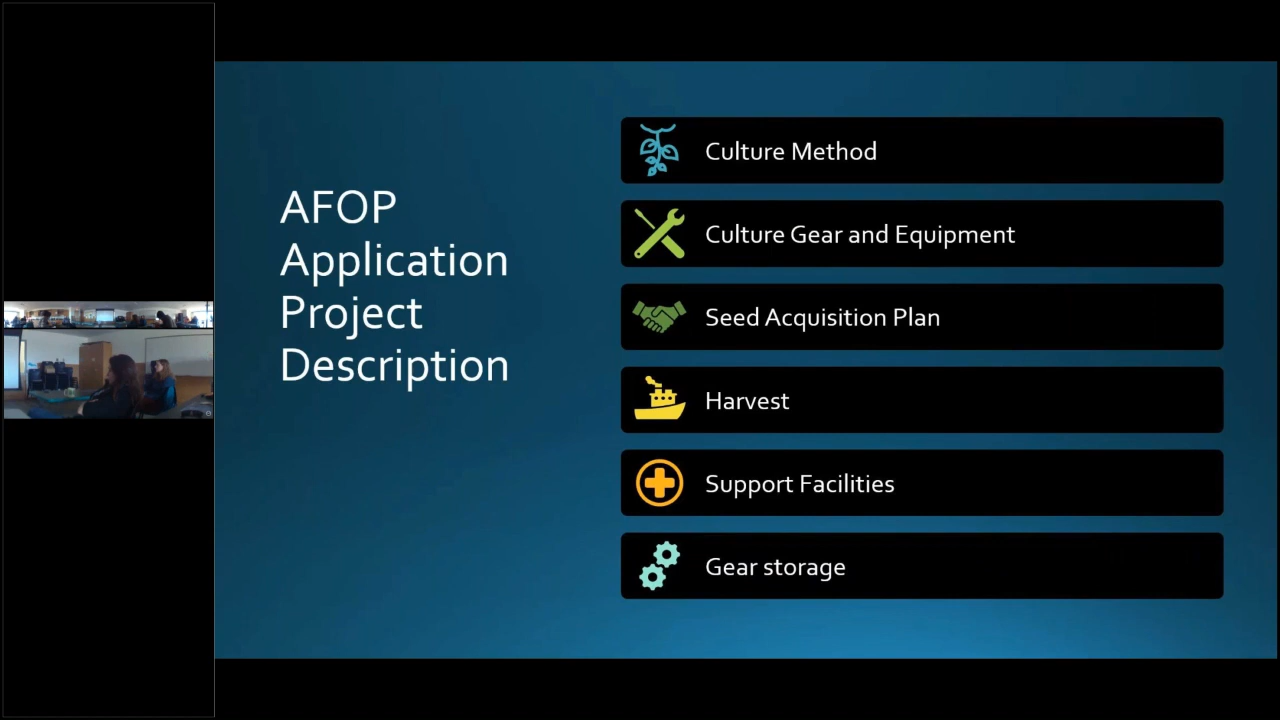 AFOP
Application
Project
Description
Culture Method
Culture Gear and Equipment
Seed Acquisition Plan
Harvest
Support Facilities
Gear storage